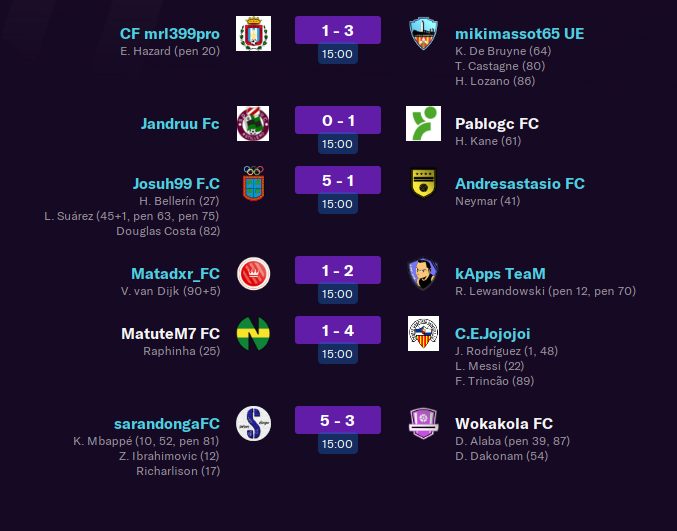 CF mrl399pro 1 - 3 mikimassot65 UE
E. Hazard (pen 20) 15:00 K. De Bruyne (64)
T. Castagne (80)
H. Lozano (86)
Jandruu Fc 0 - 1 Pablogc FC
15:00 H. Kane (61)
Josuh99 F.C 5 - 1 Andresastasio FC
H. Bellerín (27) 15:00 Neymar (41)
L. Suárez (45+1, pen 63, pen 75)
Douglas Costa (82)
Matadxr_FC 1 - 2 kApps TeaM
V. van Dijk (90+5) 15:00 R. Lewandowski (pen 12, pen 70)
MatuteM7 FC 1 - 4 C.E.Jojojoi
Raphinha (25) 15:00 J. Rodríguez (1, 48)
L. Messi (22)
F. Trincão (89)
sarandongaFC 5 - 3 Wokakola FC
K. Mbappé (10, 52, pen 81) 15:00 D. Alaba (pen 39, 87)
Z. Ibrahimovic (12) D. Dakonam (54)
Richarlison (17)